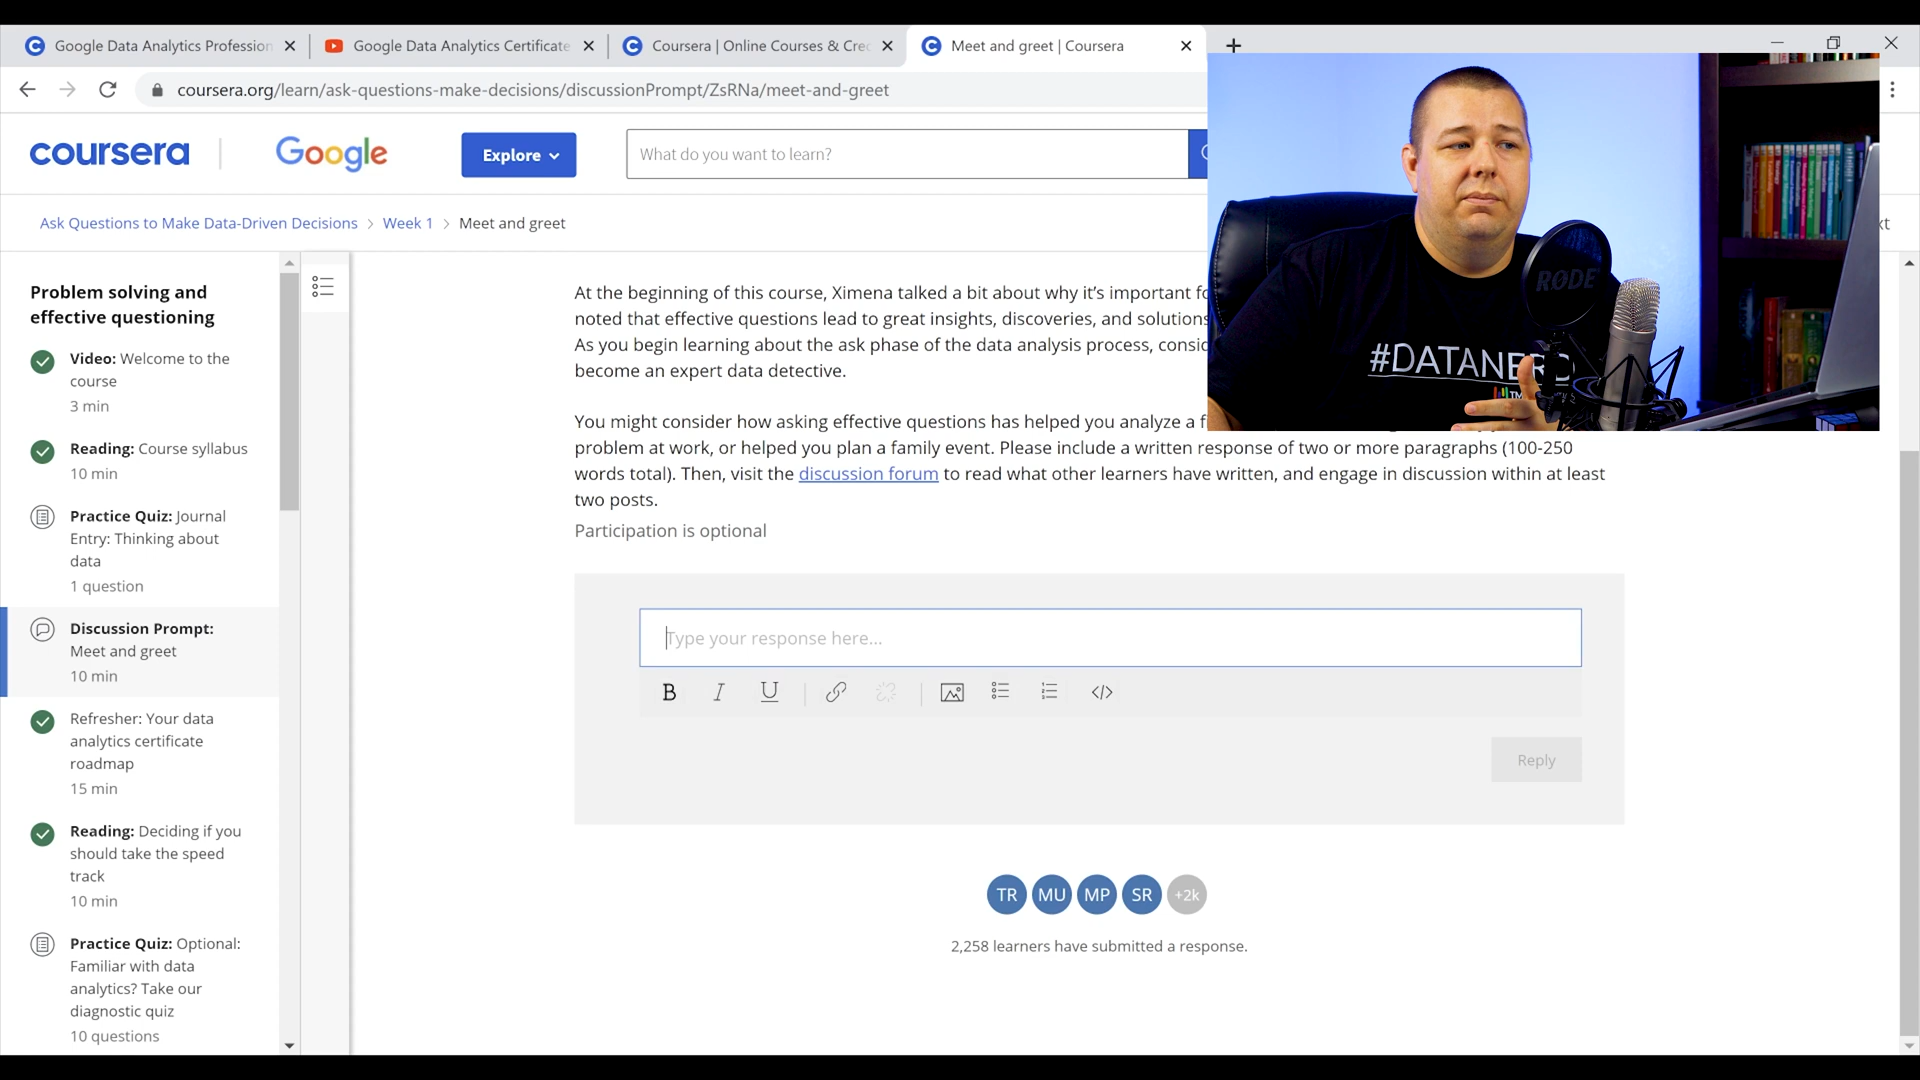 Google Data Analytics Profession
Google Data Analytics Certificate
Coursera | Online Courses & Cred
Meet and greet | Coursera
coursera.org/learn/ask-questions-make-decisions/discussionPrompt/ZsRNa/meet-and-greet
coursera
Google
Explore
What do you want to learn?
Ask Questions to Make Data-Driven Decisions > Week 1 > Meet and greet
Problem solving and
effective questioning
Video: Welcome to the
course
3 min
Reading: Course syllabus
10 min
Practice Quiz: Journal
Entry: Thinking about
data
1 question
Discussion Prompt:
Meet and greet
10 min
Refresher: Your data
analytics certificate
roadmap
15 min
Reading: Deciding if you
should take the speed
track
10 min
Practice Quiz: Optional:
Familiar with data
analytics? Take our
diagnostic quiz
10 questions
At the beginning of this course, Ximena talked a bit about why it's important
noted that effective questions lead to great insights, discoveries, and solutions
As you begin learning about the ask phase of the data analysis process,
become an expert data detective.
You might consider how asking effective questions has helped you analyze a
problem at work, or helped you plan a family event. Please include a written response of two or more paragraphs (100-250
words total). Then, visit the discussion forum to read what other learners have written, and engage in discussion within at least
two posts.
Participation is optional
Type your response here...
B I U
Reply
TR MU MP SR +2k
2,258 learners have submitted a response.
RODE
#DATANERD